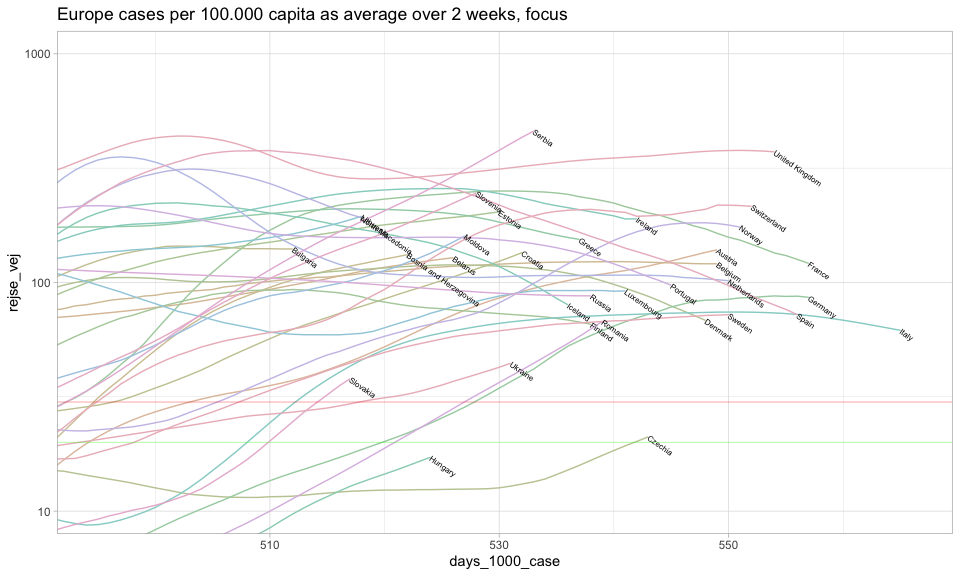 Europe cases per 100.000 capita as average over 2 weeks, focus
rejse_vej
1000
100
10
Serbia
United Kingdom
Slovenia
Estonia
Switzerland
Ireland
Norway
Macedonia
Moldova
Greece
Bulgaria
Croatia
Austria
France
Belarus
Belgium
Bosnia and Herzegovina
Netherlands
Portugal
Luxembourg
Russia
Germany
Iceland
Spain
Sweden
Romania
Finland
Denmark
Italy
Ukraine
Slovakia
Czechia
Hungary
510
530
550
days_1000_case